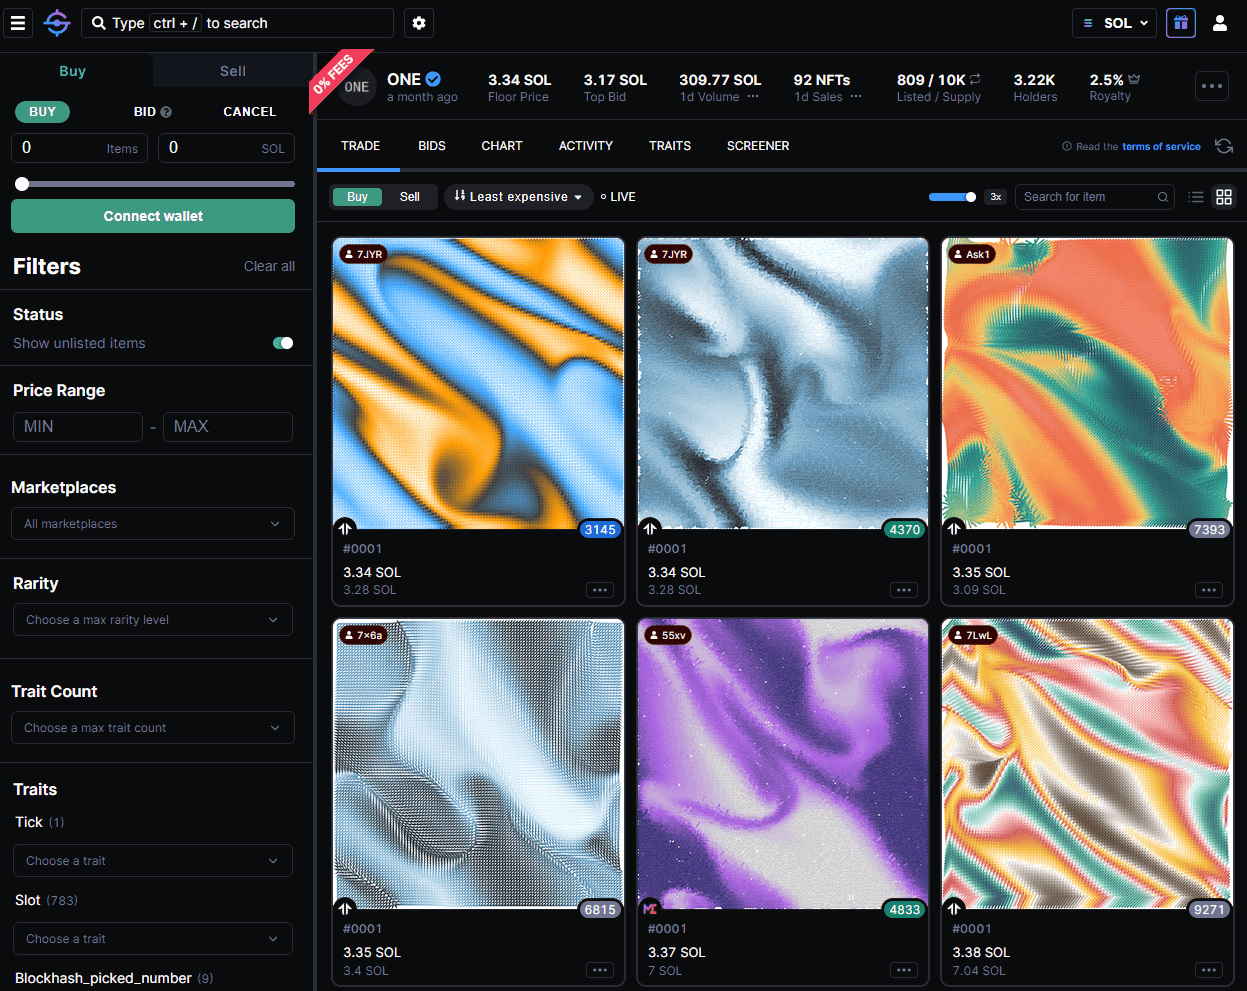 Type ctrl + / to search
SOL
Buy
Sell
BUY
BID
CANCEL
0 Items
0 SOL
Connect wallet
Filters
Clear all
Status
Show unlisted items
Price Range
MIN - MAX
Marketplaces
All marketplaces
Rarity
Choose a max rarity level
Trait Count
Choose a max trait count
Traits
Tick (1)
Choose a trait
Slot (783)
Choose a trait
Blockhash_picked_number (9)
0% FEES
ONE
ONE
a month ago
3.34 SOL
Floor Price
3.17 SOL
Top Bid
309.77 SOL
1d Volume ···
92 NFTs
1d Sales ···
809 / 10K
Listed / Supply
3.22K
Holders
2.5%
Royalty
TRADE
BIDS
CHART
ACTIVITY
TRAITS
SCREENER
Read the terms of service
Buy
Sell
Least expensive
LIVE
3x
Search for item
7JYR
3145
#0001
3.34 SOL
3.28 SOL
7JYR
4370
#0001
3.34 SOL
3.28 SOL
Ask1
7393
#0001
3.35 SOL
3.09 SOL
7x6a
6815
#0001
3.35 SOL
3.4 SOL
55xv
4833
#0001
3.37 SOL
7 SOL
7LwL
9271
#0001
3.38 SOL
7.04 SOL